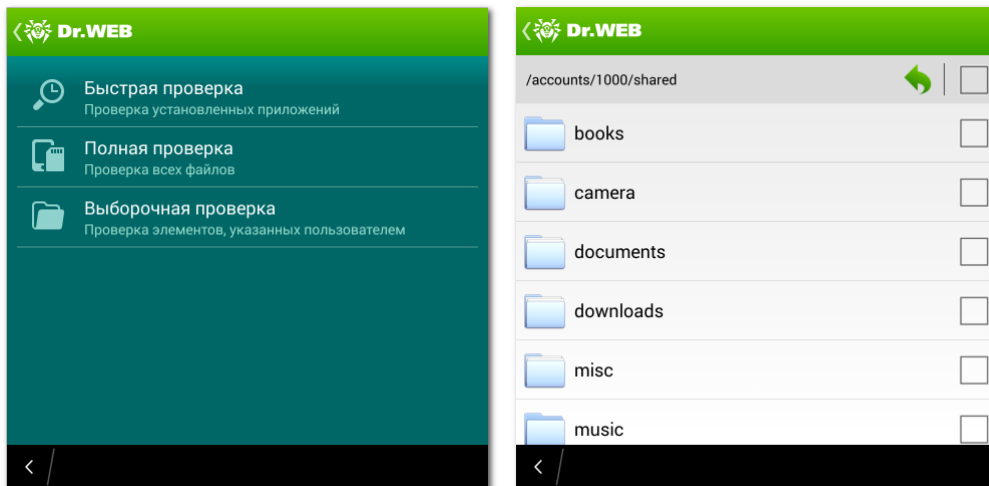 Dr.WEB
Быстрая проверка
Проверка установленных приложений
Полная проверка
Проверка всех файлов
Выборочная проверка
Проверка элементов, указанных пользователем
Dr.WEB
/accounts/1000/shared
books
camera
documents
downloads
misc
music